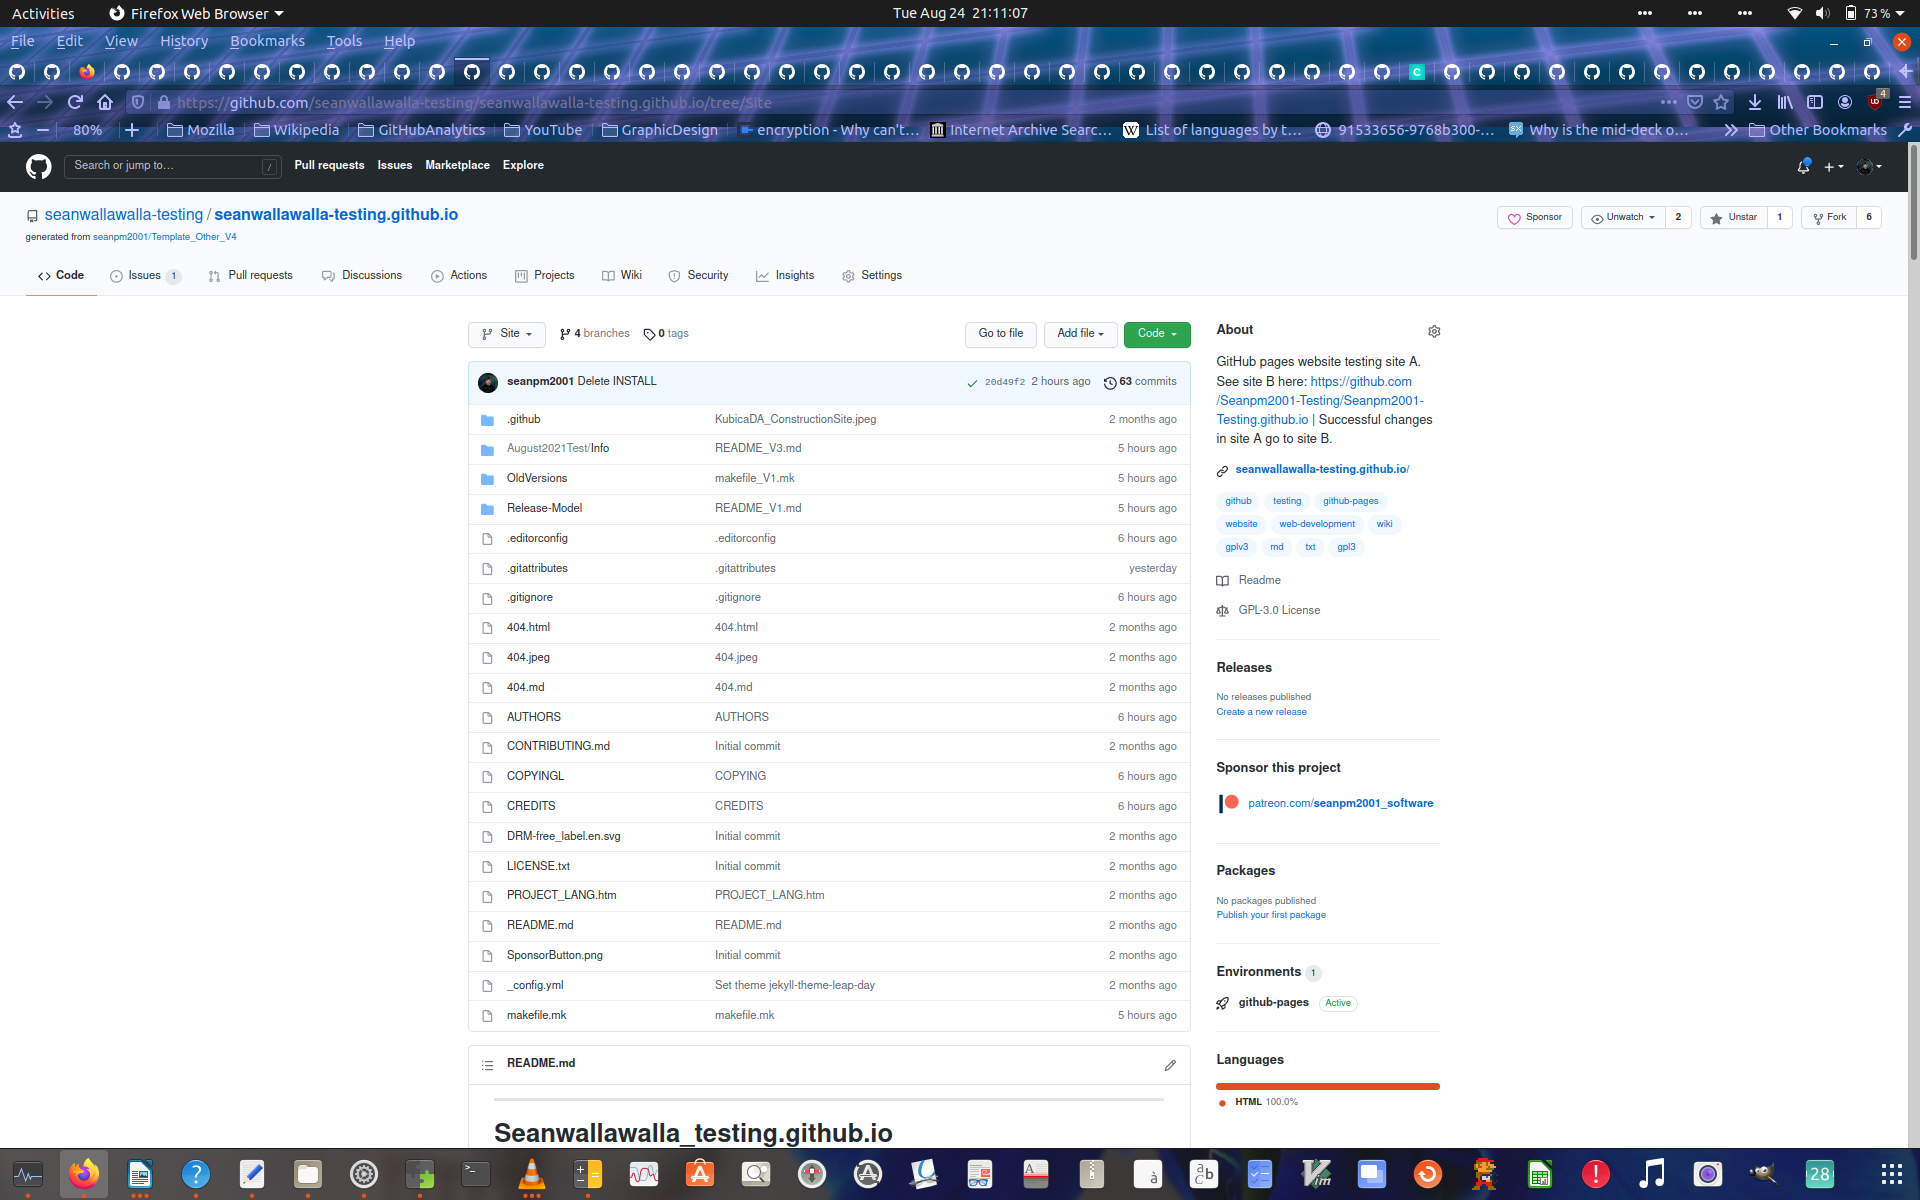 Activities Firefox Web Browser Tue Aug 24 21:11:07 73 %
File Edit View History Bookmarks Tools Help
https://github.com/seanwallawalla-testing/seanwallawalla-testing.github.io/tree/Site 4
80% Mozilla Wikipedia GitHubAnalytics YouTube GraphicDesign encryption - Why can't… Internet Archive Searc… List of languages by t… 91533656-9768b300-… Why is the mid-deck o… Other Bookmarks
Search or jump to… / Pull requests Issues Marketplace Explore
seanwallawalla-testing / seanwallawalla-testing.github.io Sponsor Unwatch 2 Unstar 1 Fork 6
generated from seanpm2001/Template_Other_V4
Code Issues 1 Pull requests Discussions Actions Projects Wiki Security Insights Settings
Site 4 branches 0 tags Go to file Add file Code
seanpm2001 Delete INSTALL 20d49f2 2 hours ago 63 commits
.github KubicaDA_ConstructionSite.jpeg 2 months ago
August2021Test/Info README_V3.md 5 hours ago
OldVersions makefile_V1.mk 5 hours ago
Release-Model README_V1.md 5 hours ago
.editorconfig .editorconfig 6 hours ago
.gitattributes .gitattributes yesterday
.gitignore .gitignore 6 hours ago
404.html 404.html 2 months ago
404.jpeg 404.jpeg 2 months ago
404.md 404.md 2 months ago
AUTHORS AUTHORS 6 hours ago
CONTRIBUTING.md Initial commit 2 months ago
COPYINGL COPYING 6 hours ago
CREDITS CREDITS 6 hours ago
DRM-free_label.en.svg Initial commit 2 months ago
LICENSE.txt Initial commit 2 months ago
PROJECT_LANG.htm PROJECT_LANG.htm 2 months ago
README.md README.md 2 months ago
SponsorButton.png Initial commit 2 months ago
_config.yml Set theme jekyll-theme-leap-day 2 months ago
makefile.mk makefile.mk 5 hours ago
README.md
Seanwallawalla_testing.github.io
About
GitHub pages website testing site A.
See site B here: https://github.com
/Seanpm2001-Testing/Seanpm2001-
Testing.github.io | Successful changes
in site A go to site B.
seanwallawalla-testing.github.io/
github testing github-pages
website web-development wiki
gplv3 md txt gpl3
Readme
GPL-3.0 License
Releases
No releases published
Create a new release
Sponsor this project
patreon.com/seanpm2001_software
Packages
No packages published
Publish your first package
Environments 1
github-pages Active
Languages
HTML 100.0%
28